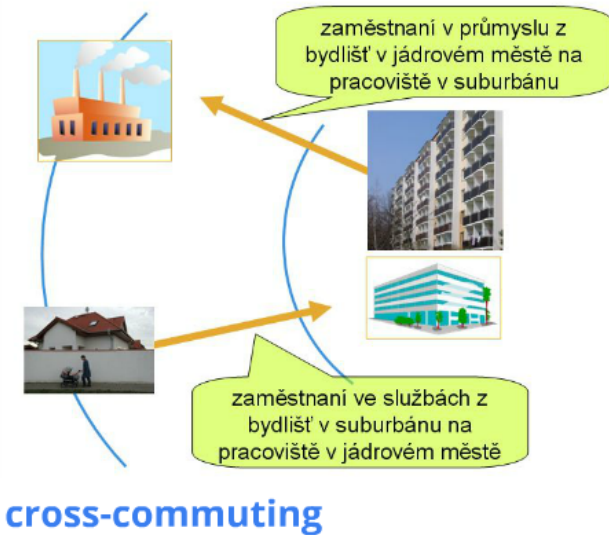 zaměstnaní v průmyslu z
bydlišť v jádrovém městě na
pracoviště v suburbánu
zaměstnaní ve službách z
bydlišť v suburbánu na
pracoviště v jádrovém městě
cross-commuting